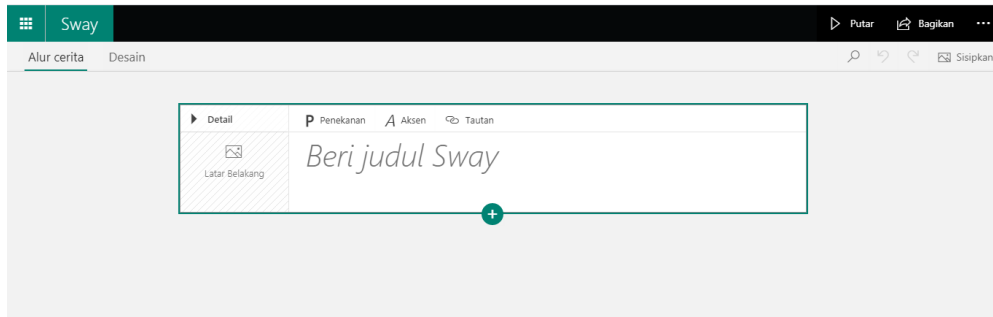 Sway
Putar
Bagikan
Alur cerita
Desain
Sisipkan
Detail
P Penekanan
A Aksen
Tautan
Latar Belakang
Beri judul Sway